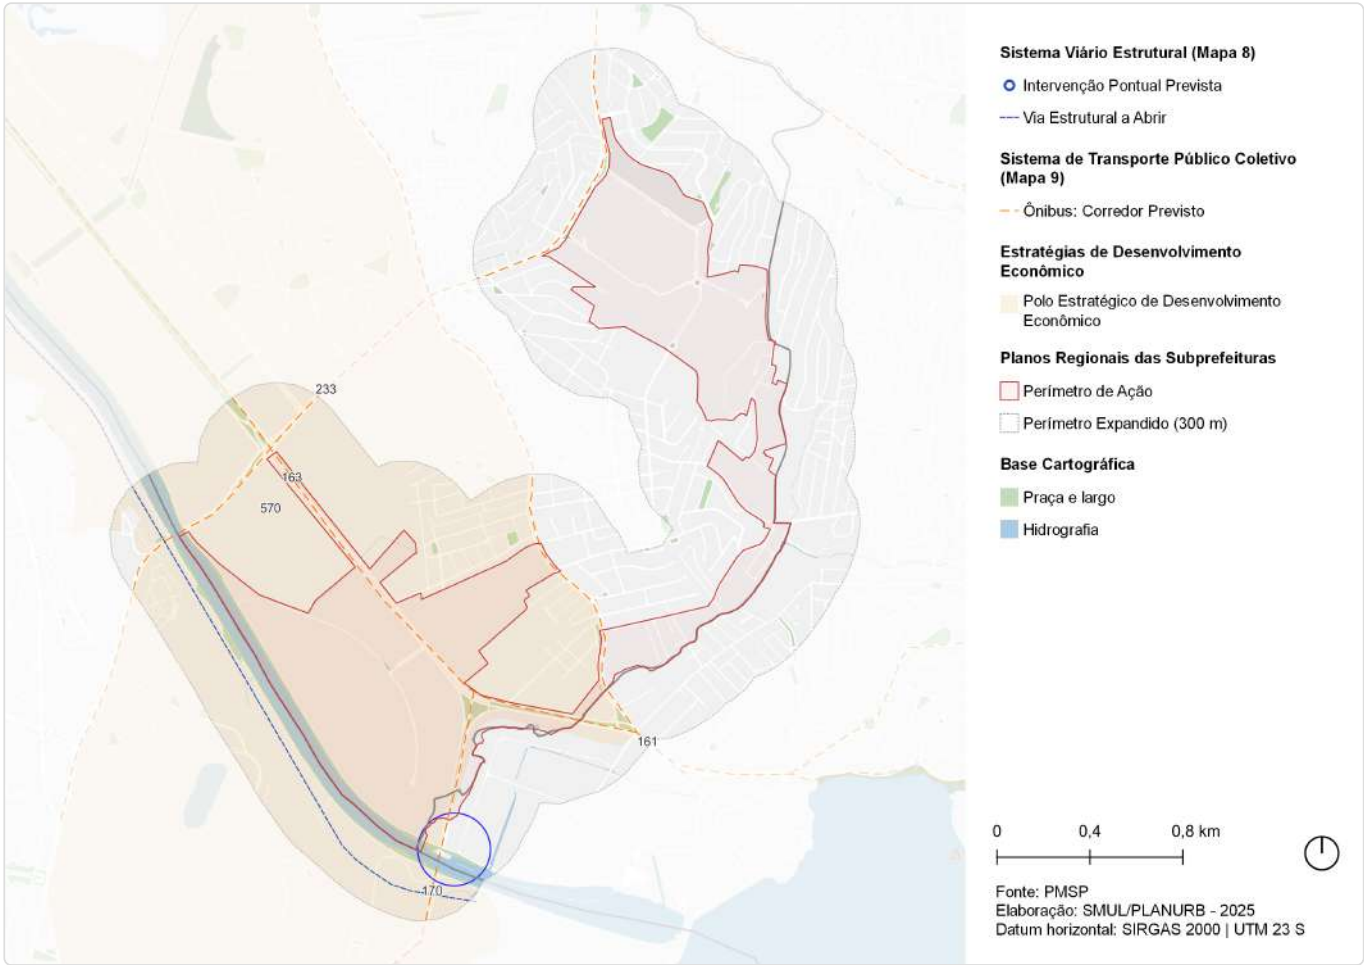 Sistema Viário Estrutural (Mapa 8)
Intervenção Pontual Prevista
Via Estrutural a Abrir
Sistema de Transporte Público Coletivo
(Mapa 9)
Ônibus: Corredor Previsto
Estratégias de Desenvolvimento
Econômico
Polo Estratégico de Desenvolvimento
Econômico
Planos Regionais das Subprefeituras
Perímetro de Ação
Perímetro Expandido (300 m)
Base Cartográfica
Praça e largo
Hidrografia
233
163
570
161
170
0 0,4 0,8 km
Fonte: PMSP
Elaboração: SMUL/PLANURB - 2025
Datum horizontal: SIRGAS 2000 | UTM 23 S